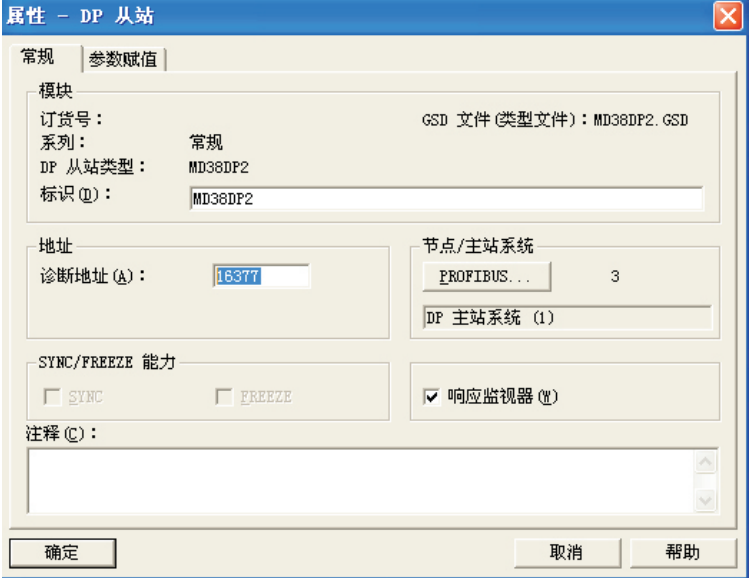 属性 - DP 从站
常规 参数赋值
模块
订货号： GSD 文件(类型文件)：MD38DP2.GSD
系列： 常规
DP 从站类型： MD38DP2
标识(D)： MD38DP2
地址
诊断地址(A)： 16377
节点/主站系统
PROFIBUS... 3
DP 主站系统 (1)
SYNC/FREEZE 能力
SYNC FREEZE
响应监视器(W)
注释(C)：
确定 取消 帮助